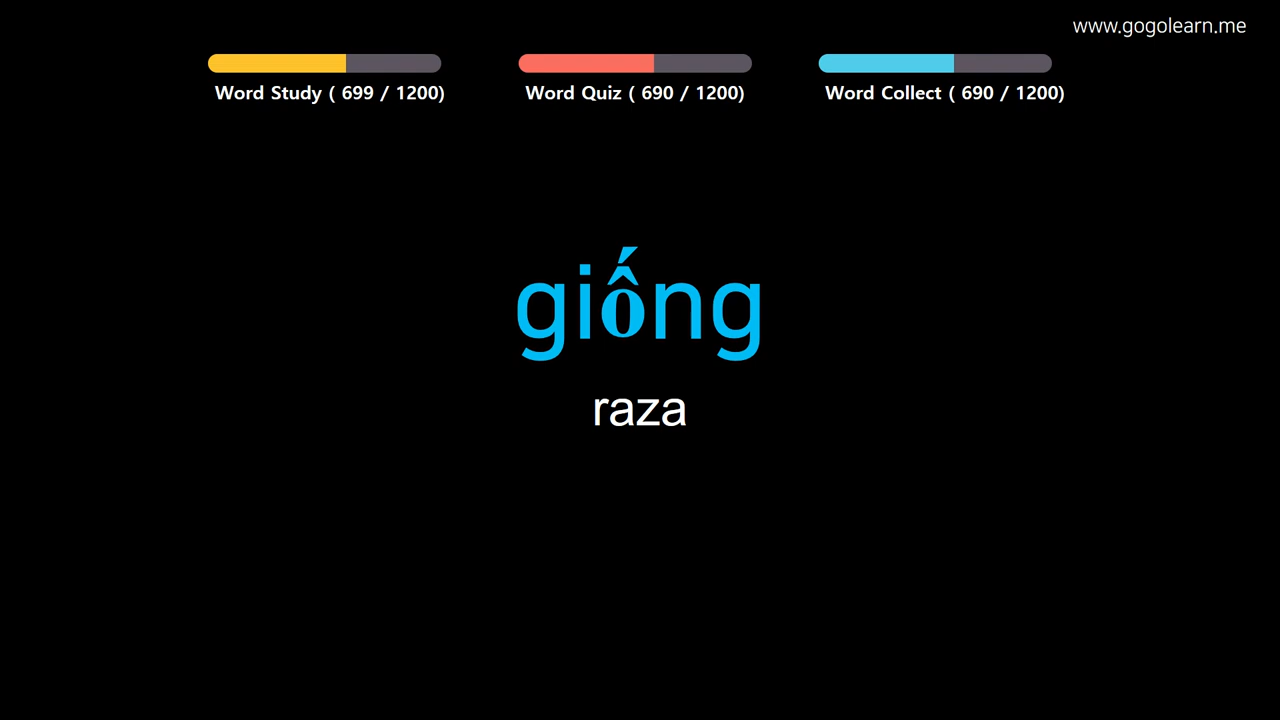 www.gogolearn.me
Word Study ( 699 / 1200)
Word Quiz ( 690 / 1200)
Word Collect ( 690 / 1200)
giống
raza